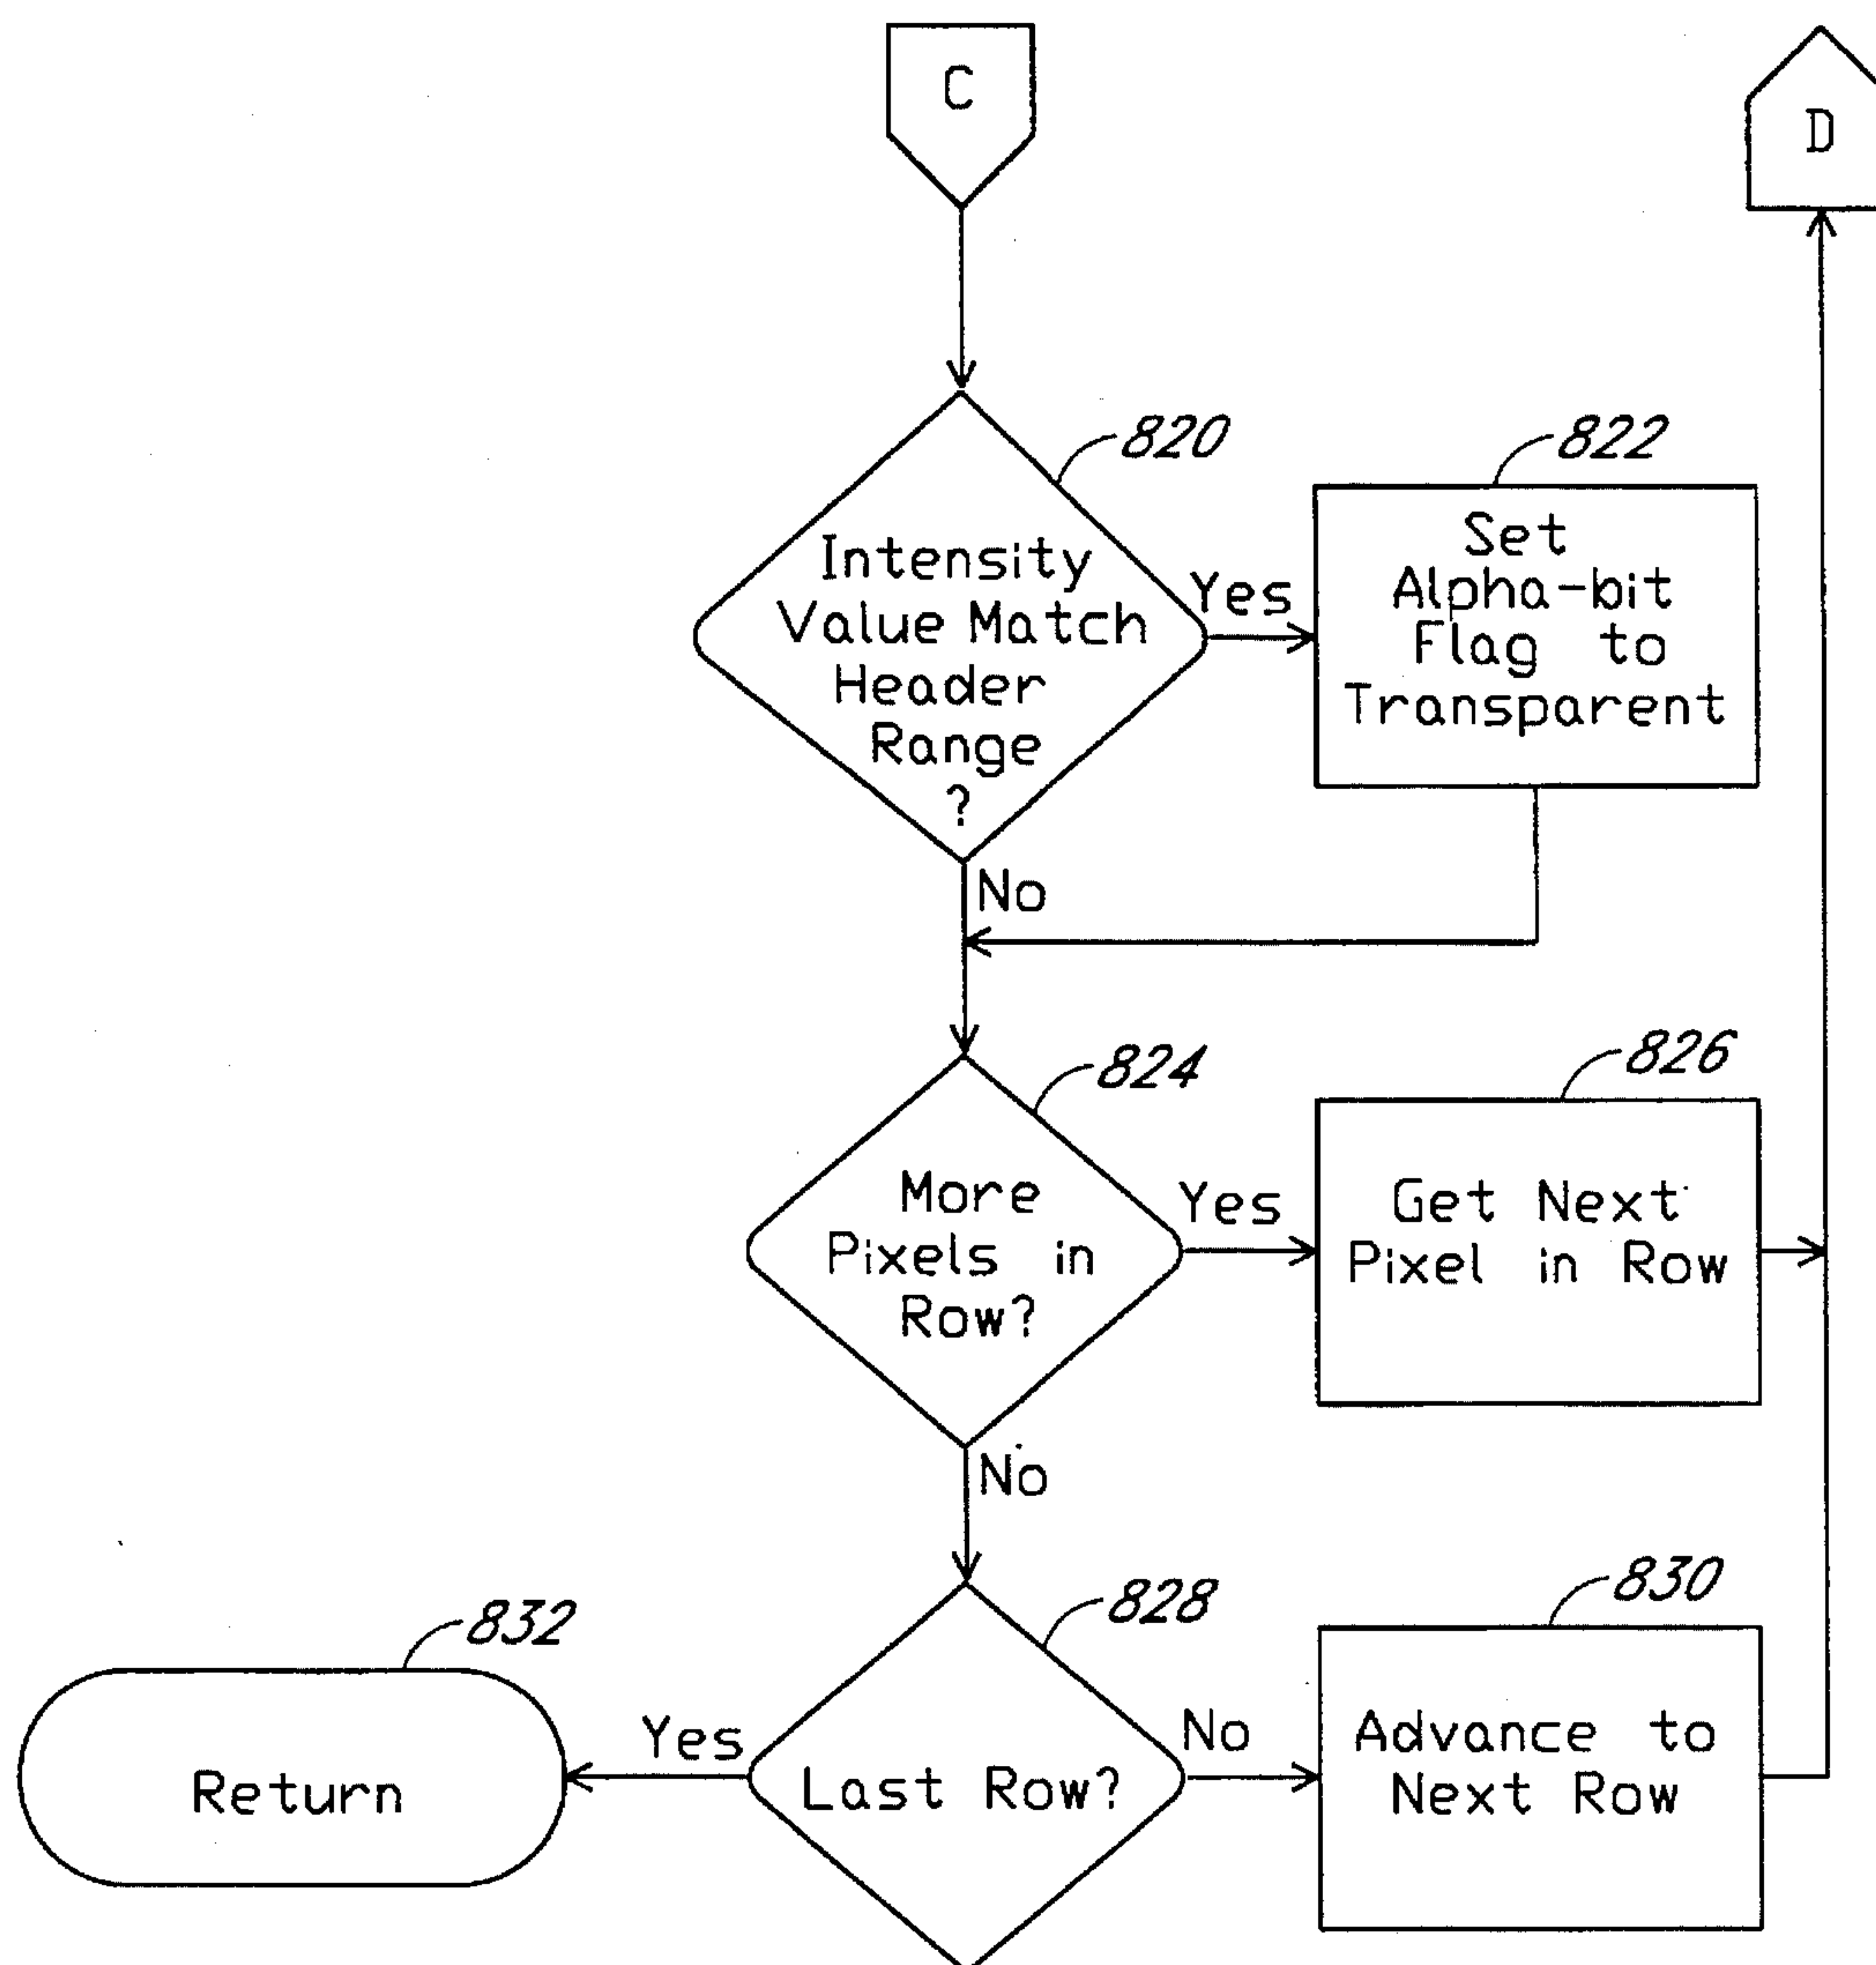 C
D
820
Intensity
Value Match
Header
Range
?
Yes
822
Set
Alpha-bit
Flag to
Transparent
No
824
More
Pixels in
Row?
Yes
826
Get Next
Pixel in Row
No
828
Last Row?
Yes
832
Return
No
830
Advance to
Next Row